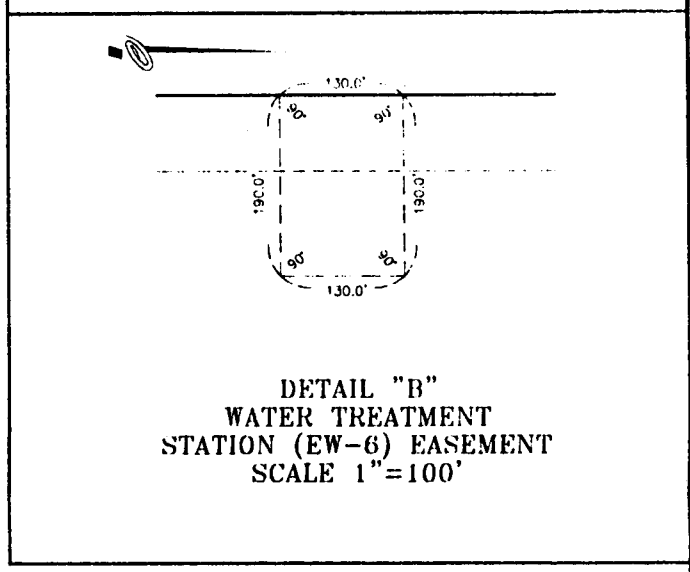 130.0'
90°
90°
190.0'
190.0'
90°
90°
130.0'
DETAIL "B"
WATER TREATMENT
STATION (EW-6) EASEMENT
SCALE 1"=100'